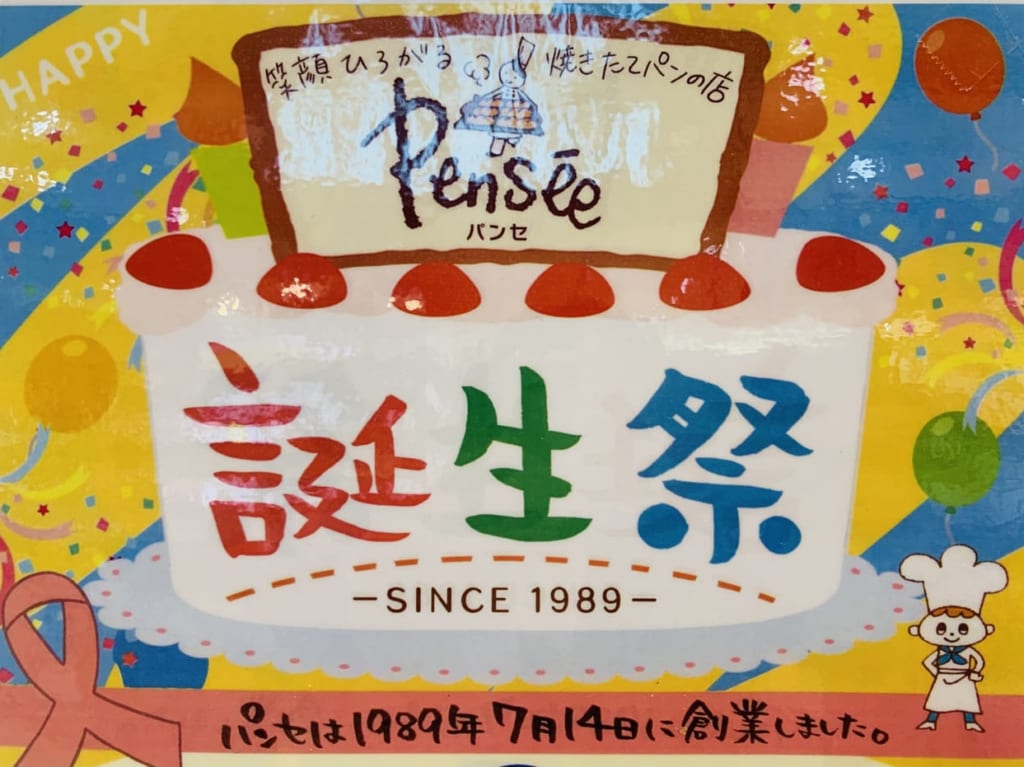 HAPPY
笑顔ひろがる 焼きたてパンの店
Pensēe
パンセ
誕生祭
−SINCE 1989−
パンセは1989年7月14日に創業しました。